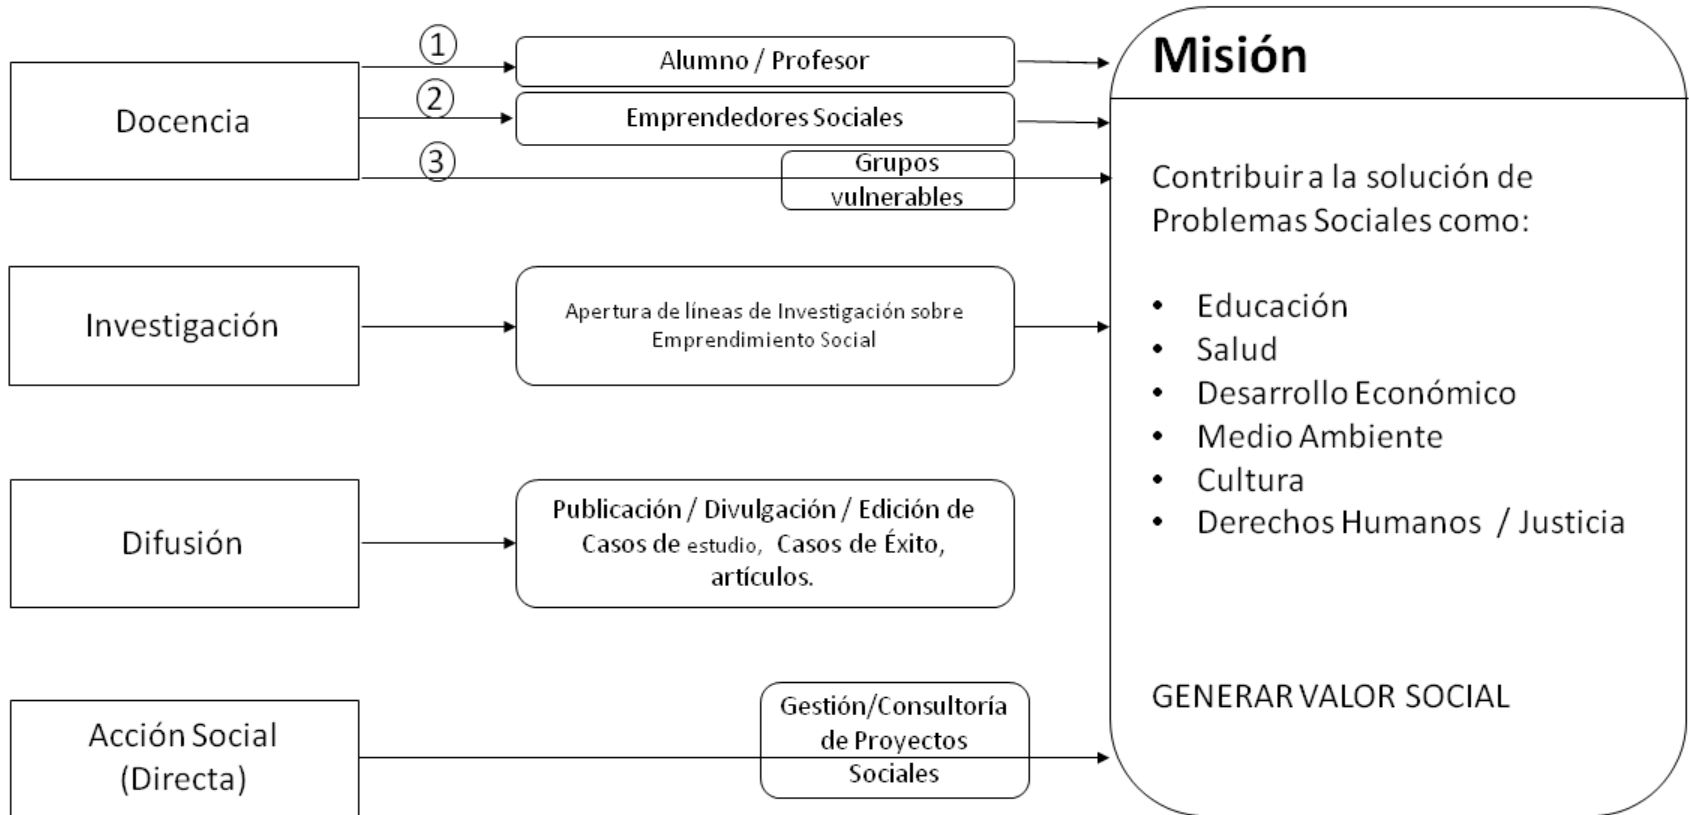 Docencia
1
Alumno / Profesor
2
Emprendedores Sociales
3
Grupos
vulnerables
Investigación
Apertura de líneas de Investigación sobre
Emprendimiento Social
Difusión
Publicación / Divulgación / Edición de
Casos de estudio, Casos de Éxito,
artículos.
Acción Social
(Directa)
Gestión/Consultoría
de Proyectos
Sociales
Misión
Contribuir a la solución de
Problemas Sociales como:
• Educación
• Salud
• Desarrollo Económico
• Medio Ambiente
• Cultura
• Derechos Humanos / Justicia
GENERAR VALOR SOCIAL